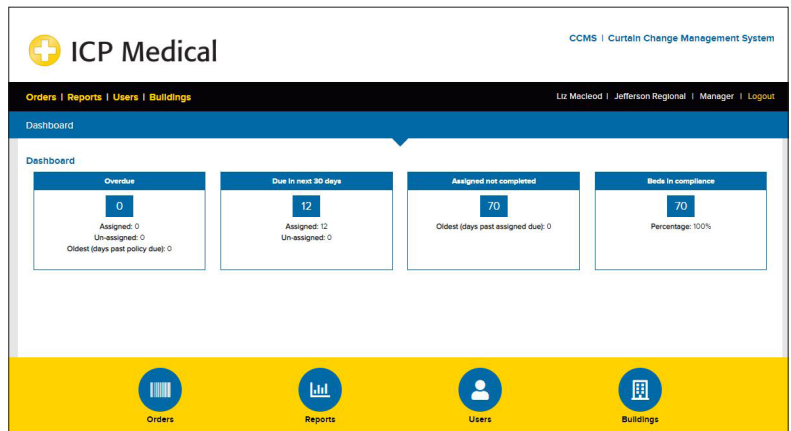 ICP Medical
CCMS | Curtain Change Management System
Orders | Reports | Users | Buildings
Liz Macleod | Jefferson Regional | Manager | Logout
Dashboard
Dashboard
Overdue
0
Assigned: 0
Un-assigned: 0
Oldest (days past policy due): 0
Due in next 30 days
12
Assigned: 12
Un-assigned: 0
Assigned not completed
70
Oldest (days past assigned due): 0
Beds in compliance
70
Percentage: 100%
Orders
Reports
Users
Buildings